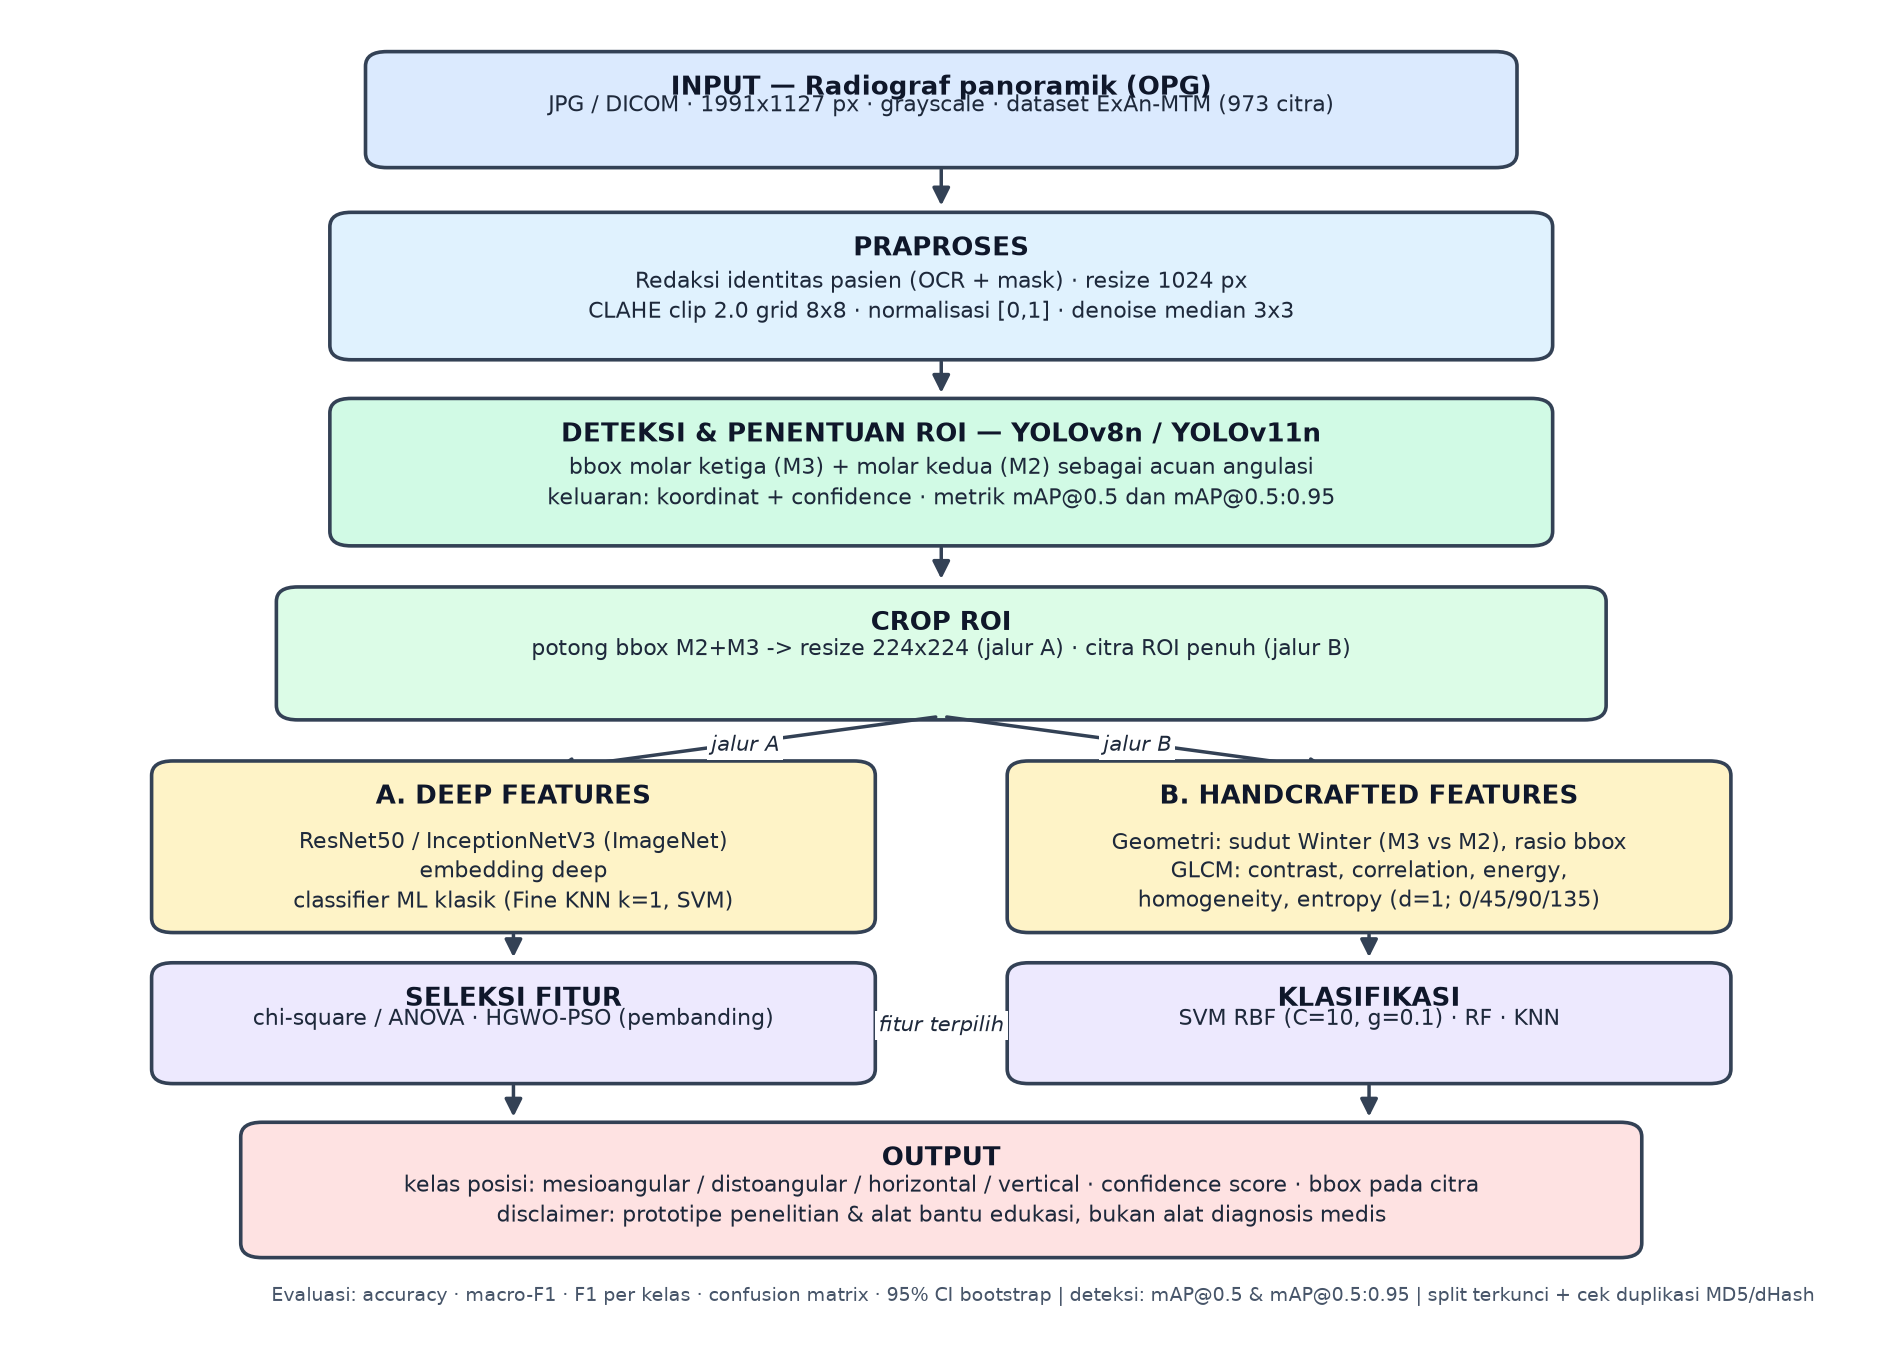 INPUT — Radiograf panoramik (OPG)
JPG / DICOM · 1991x1127 px · grayscale · dataset ExAn-MTM (973 citra)
PRAPROSES
Redaksi identitas pasien (OCR + mask) · resize 1024 px
CLAHE clip 2.0 grid 8x8 · normalisasi [0,1] · denoise median 3x3
DETEKSI & PENENTUAN ROI — YOLOv8n / YOLOv11n
bbox molar ketiga (M3) + molar kedua (M2) sebagai acuan angulasi
keluaran: koordinat + confidence · metrik mAP@0.5 dan mAP@0.5:0.95
CROP ROI
potong bbox M2+M3 -> resize 224x224 (jalur A) · citra ROI penuh (jalur B)
jalur A
jalur B
A. DEEP FEATURES
ResNet50 / InceptionNetV3 (ImageNet)
embedding deep
classifier ML klasik (Fine KNN k=1, SVM)
B. HANDCRAFTED FEATURES
Geometri: sudut Winter (M3 vs M2), rasio bbox
GLCM: contrast, correlation, energy,
homogeneity, entropy (d=1; 0/45/90/135)
SELEKSI FITUR
chi-square / ANOVA · HGWO-PSO (pembanding)
fitur terpilih
KLASIFIKASI
SVM RBF (C=10, g=0.1) · RF · KNN
OUTPUT
kelas posisi: mesioangular / distoangular / horizontal / vertical · confidence score · bbox pada citra
disclaimer: prototipe penelitian & alat bantu edukasi, bukan alat diagnosis medis
Evaluasi: accuracy · macro-F1 · F1 per kelas · confusion matrix · 95% CI bootstrap | deteksi: mAP@0.5 & mAP@0.5:0.95 | split terkunci + cek duplikasi MD5/dHash